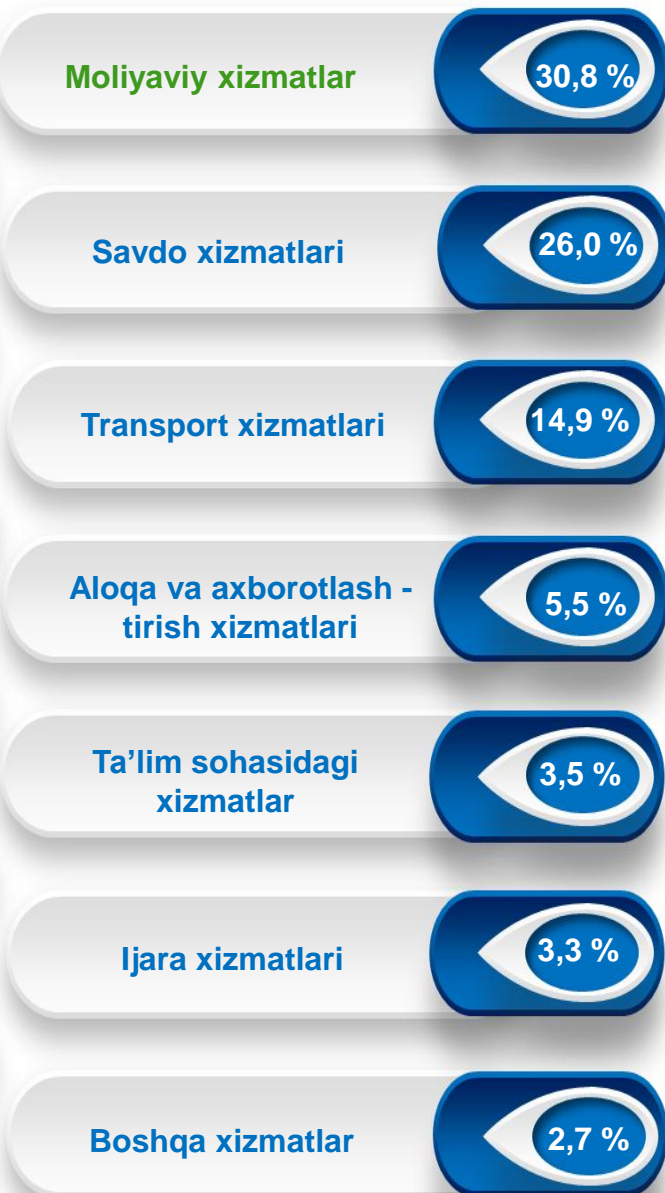 Moliyaviy xizmatlar
30,8 %
Savdo xizmatlari
26,0 %
Transport xizmatlari
14,9 %
Aloqa va axborotlash -
tirish xizmatlari
5,5 %
Ta’lim sohasidagi
xizmatlar
3,5 %
Ijara xizmatlari
3,3 %
Boshqa xizmatlar
2,7 %